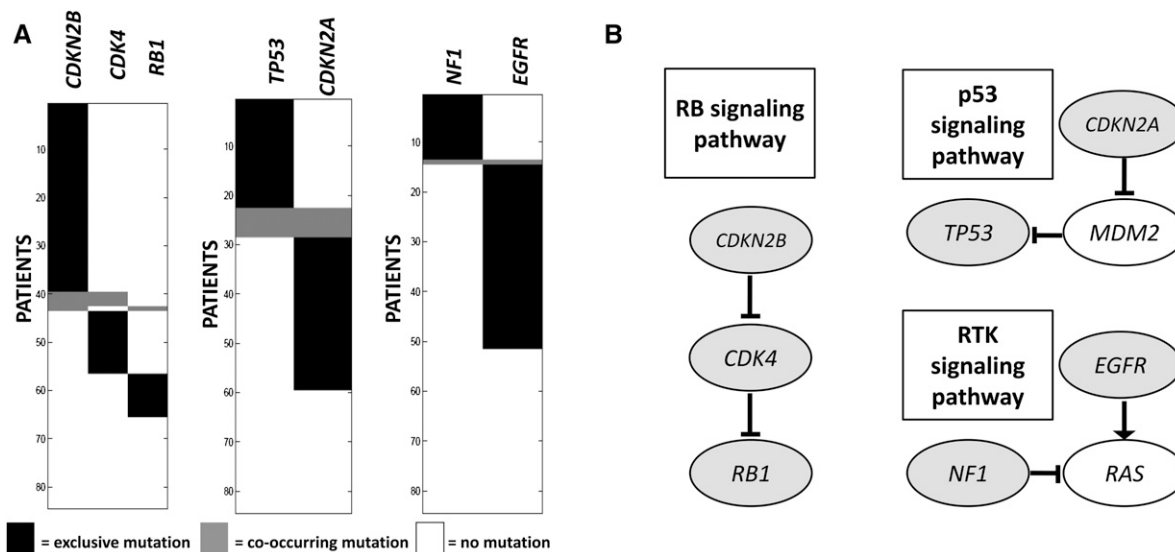 A
CDKN2B
CDK4
RB1
PATIENTS
10
20
30
40
50
60
70
80
TP53
CDKN2A
PATIENTS
10
20
30
40
50
60
70
80
NF1
EGFR
PATIENTS
10
20
30
40
50
60
70
80
= exclusive mutation
= co-occurring mutation
= no mutation
B
RB signaling
pathway
CDKN2B
CDK4
RB1
p53
signaling
pathway
CDKN2A
TP53
MDM2
RTK
signaling
pathway
EGFR
NF1
RAS